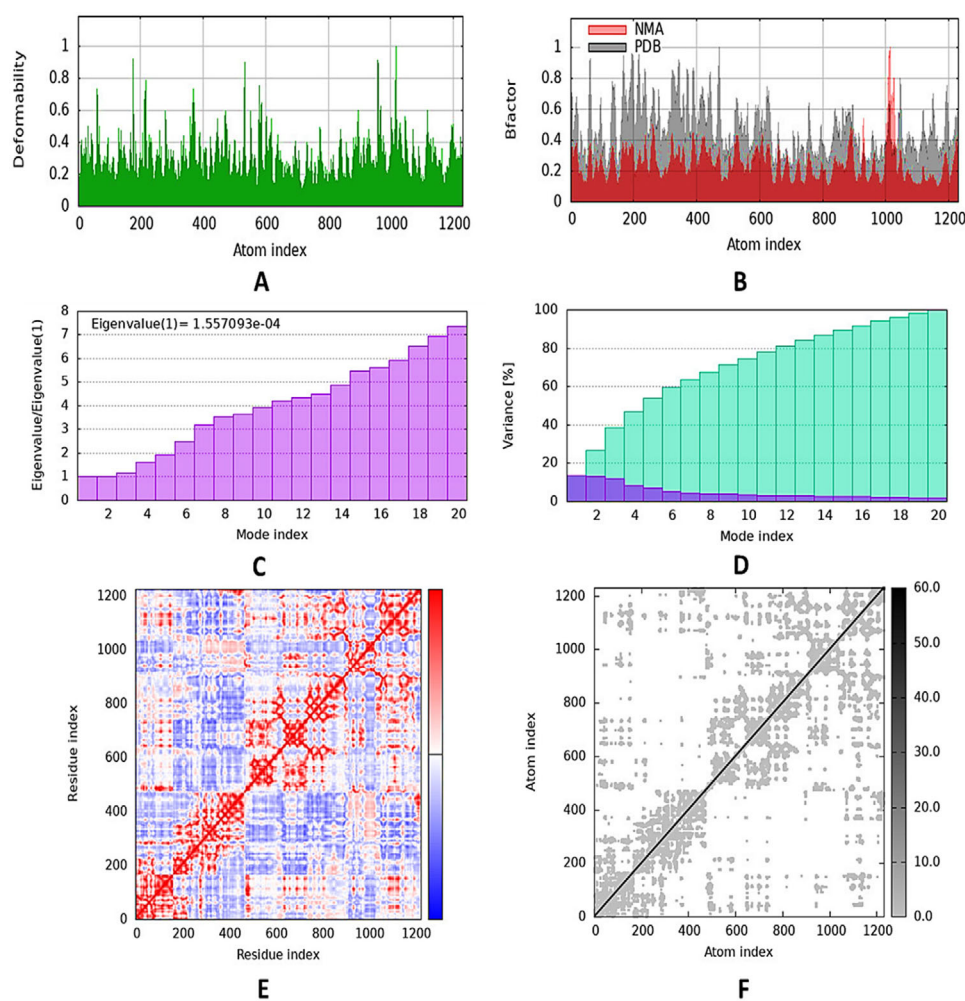 Deformability
1
0.8
0.6
0.4
0.2
0
0 200 400 600 800 1000 1200
Atom index
A
Bfactor
NMA
PDB
1
0.8
0.6
0.4
0.2
0
0 200 400 600 800 1000 1200
Atom index
B
Eigenvalue/Eigenvalue(1)
Eigenvalue(1)= 1.557093e-04
8
7
6
5
4
3
2
1
0
2 4 6 8 10 12 14 16 18 20
Mode index
C
Variance [%]
100
80
60
40
20
0
2 4 6 8 10 12 14 16 18 20
Mode index
D
Residue index
1200
1000
800
600
400
200
0
0 200 400 600 800 1000 1200
Residue index
E
Atom index
1200
1000
800
600
400
200
0
0 200 400 600 800 1000 1200
Atom index
60.0
50.0
40.0
30.0
20.0
10.0
0.0
F